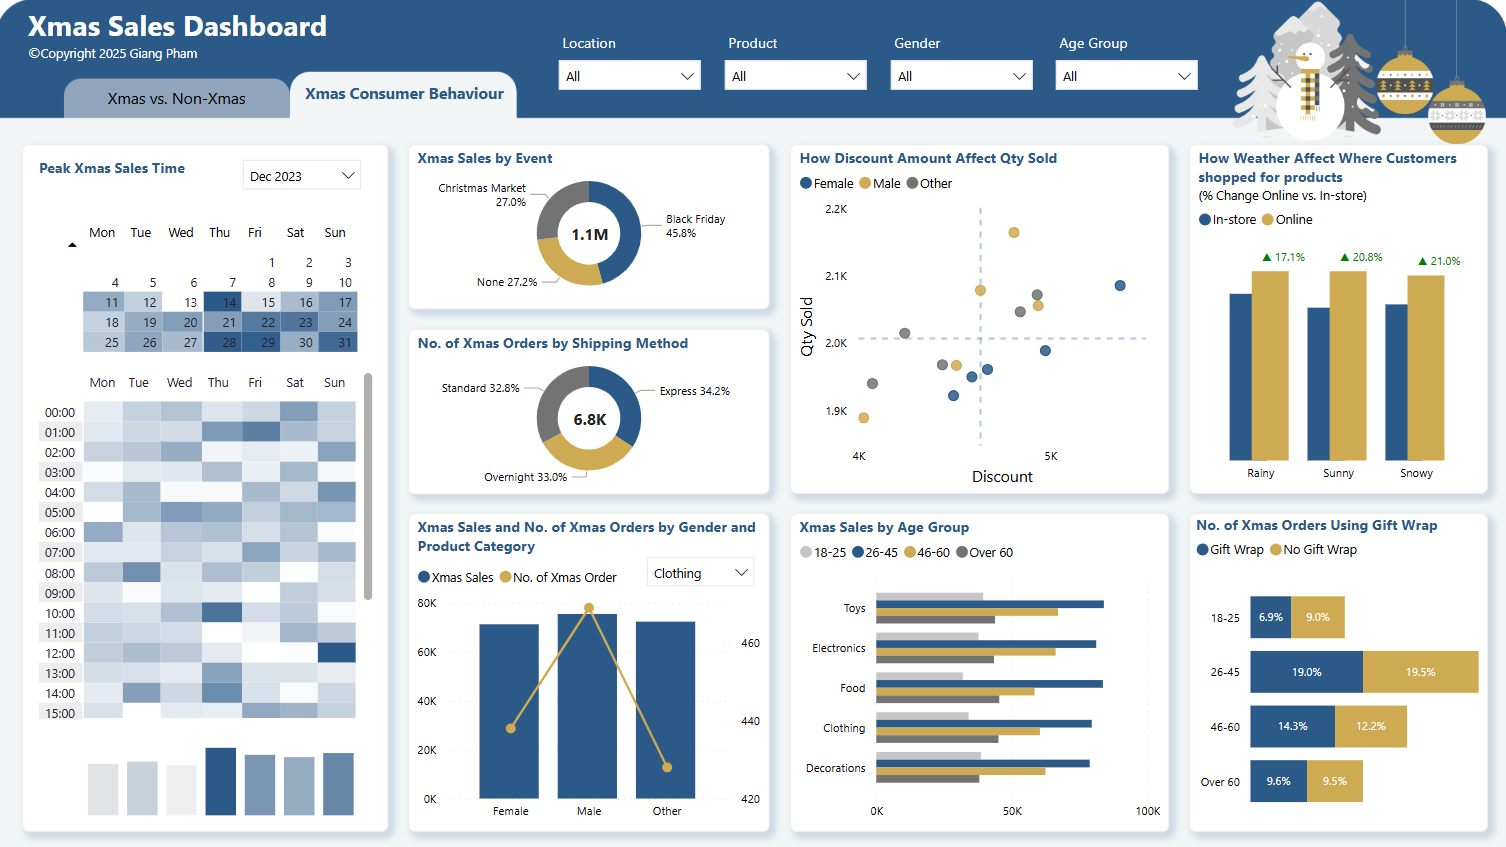 Xmas Sales Dashboard
©Copyright 2025 Giang Pham
Xmas vs. Non-Xmas
Xmas Consumer Behaviour
Location
All
Product
All
Gender
All
Age Group
All
Peak Xmas Sales Time
Dec 2023
Mon Tue Wed Thu Fri Sat Sun
1 2 3
4 5 6 7 8 9 10
11 12 13 14 15 16 17
18 19 20 21 22 23 24
25 26 27 28 29 30 31
Mon Tue Wed Thu Fri Sat Sun
00:00
01:00
02:00
03:00
04:00
05:00
06:00
07:00
08:00
09:00
10:00
11:00
12:00
13:00
14:00
15:00
Xmas Sales by Event
Christmas Market
27.0%
Black Friday
45.8%
1.1M
None 27.2%
No. of Xmas Orders by Shipping Method
Standard 32.8%
Express 34.2%
6.8K
Overnight 33.0%
Xmas Sales and No. of Xmas Orders by Gender and
Product Category
Xmas Sales No. of Xmas Order
Clothing
80K
60K
40K
20K
0K
460
440
420
Female Male Other
How Discount Amount Affect Qty Sold
Female Male Other
2.2K
2.1K
2.0K
1.9K
Qty Sold
4K 5K
Discount
Xmas Sales by Age Group
18-25 26-45 46-60 Over 60
Toys
Electronics
Food
Clothing
Decorations
0K 50K 100K
How Weather Affect Where Customers
shopped for products
(% Change Online vs. In-store)
In-store Online
▲ 17.1% ▲ 20.8% ▲ 21.0%
Rainy Sunny Snowy
No. of Xmas Orders Using Gift Wrap
Gift Wrap No Gift Wrap
18-25 6.9% 9.0%
26-45 19.0% 19.5%
46-60 14.3% 12.2%
Over 60 9.6% 9.5%